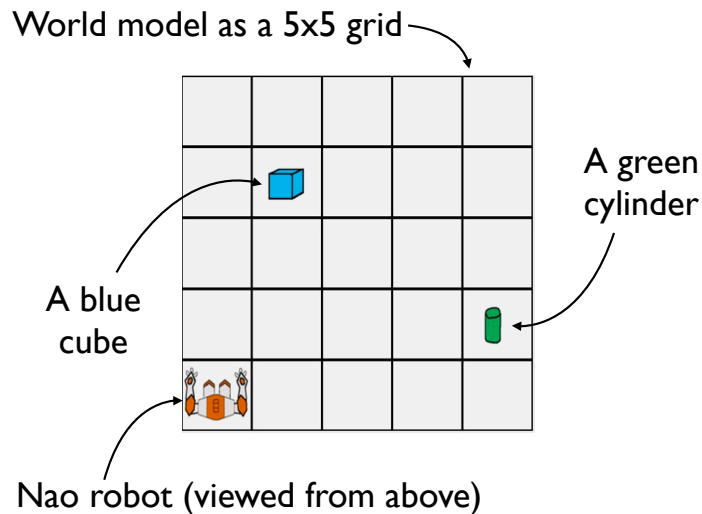 World model as a 5x5 grid
A green
cylinder
A blue
cube
Nao robot (viewed from above)